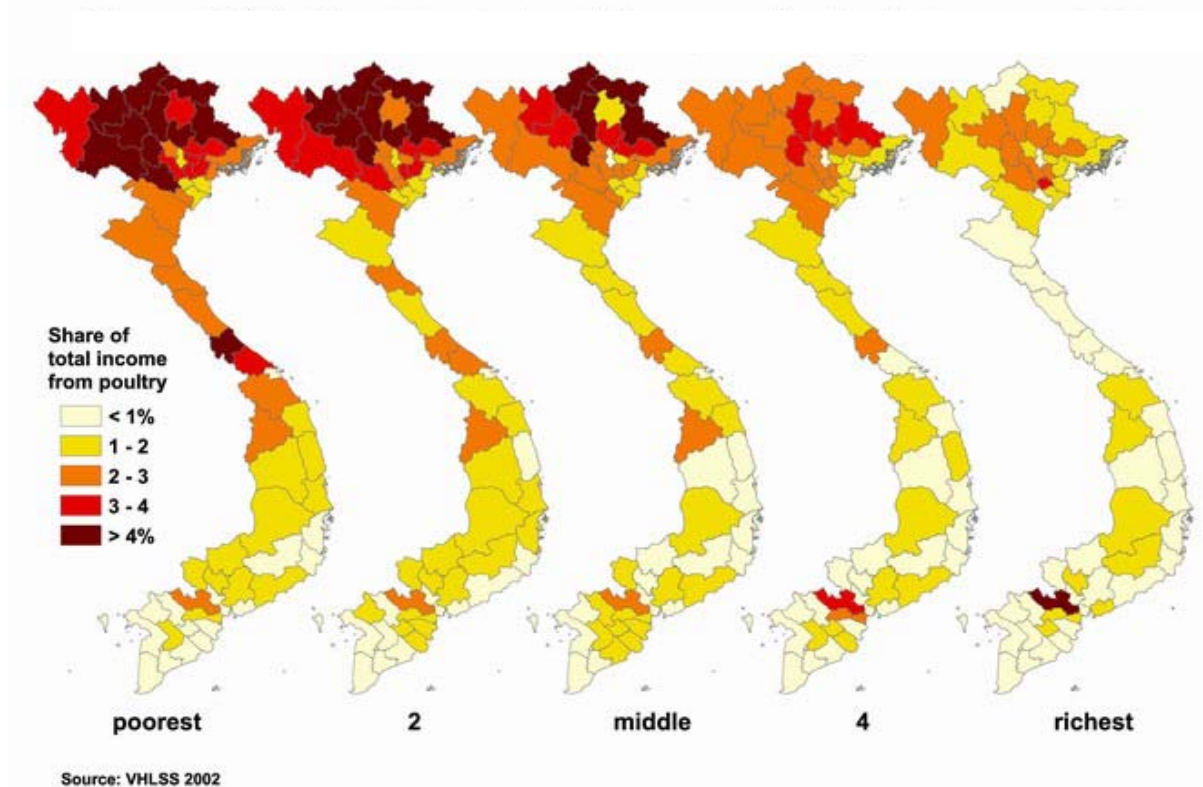 Share of
total income
from poultry
< 1%
1 - 2
2 - 3
3 - 4
> 4%
poorest
2
middle
4
richest
Source: VHLSS 2002